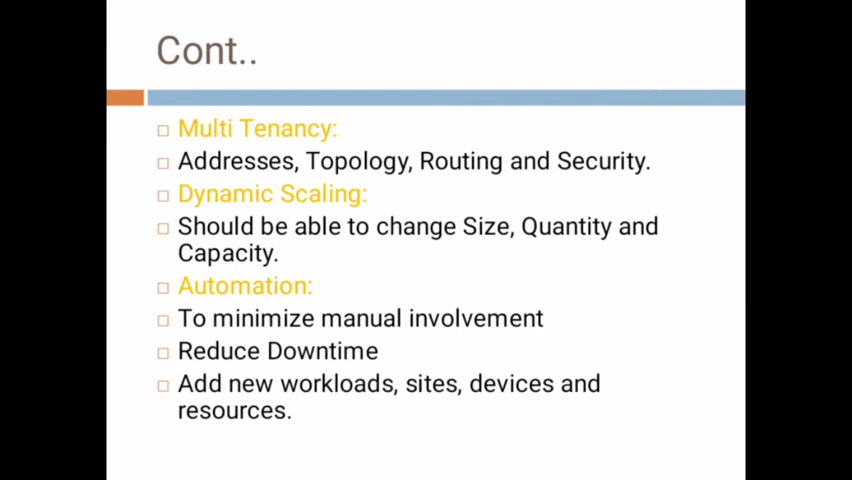 Cont..
Multi Tenancy:
Addresses, Topology, Routing and Security.
Dynamic Scaling:
Should be able to change Size, Quantity and
Capacity.
Automation:
To minimize manual involvement
Reduce Downtime
Add new workloads, sites, devices and
resources.